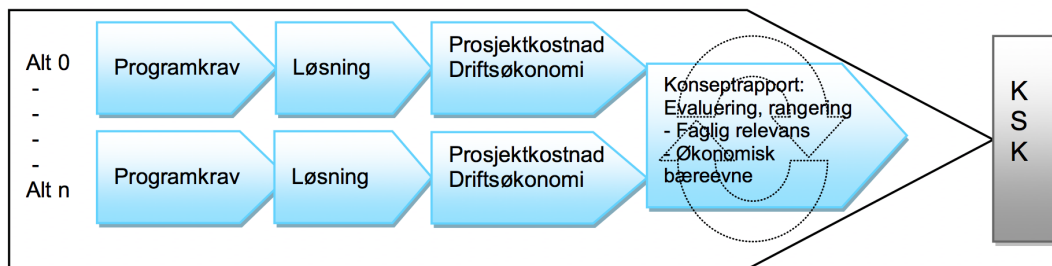 Alt 0
-
-
-
-
Alt n
Programkrav
Løsning
Prosjektkostnad
Driftsøkonomi
Programkrav
Løsning
Prosjektkostnad
Driftsøkonomi
Konseptrapport:
Evaluering, rangering
- Faglig relevans
- Økonomisk
bæreevne
K
S
K